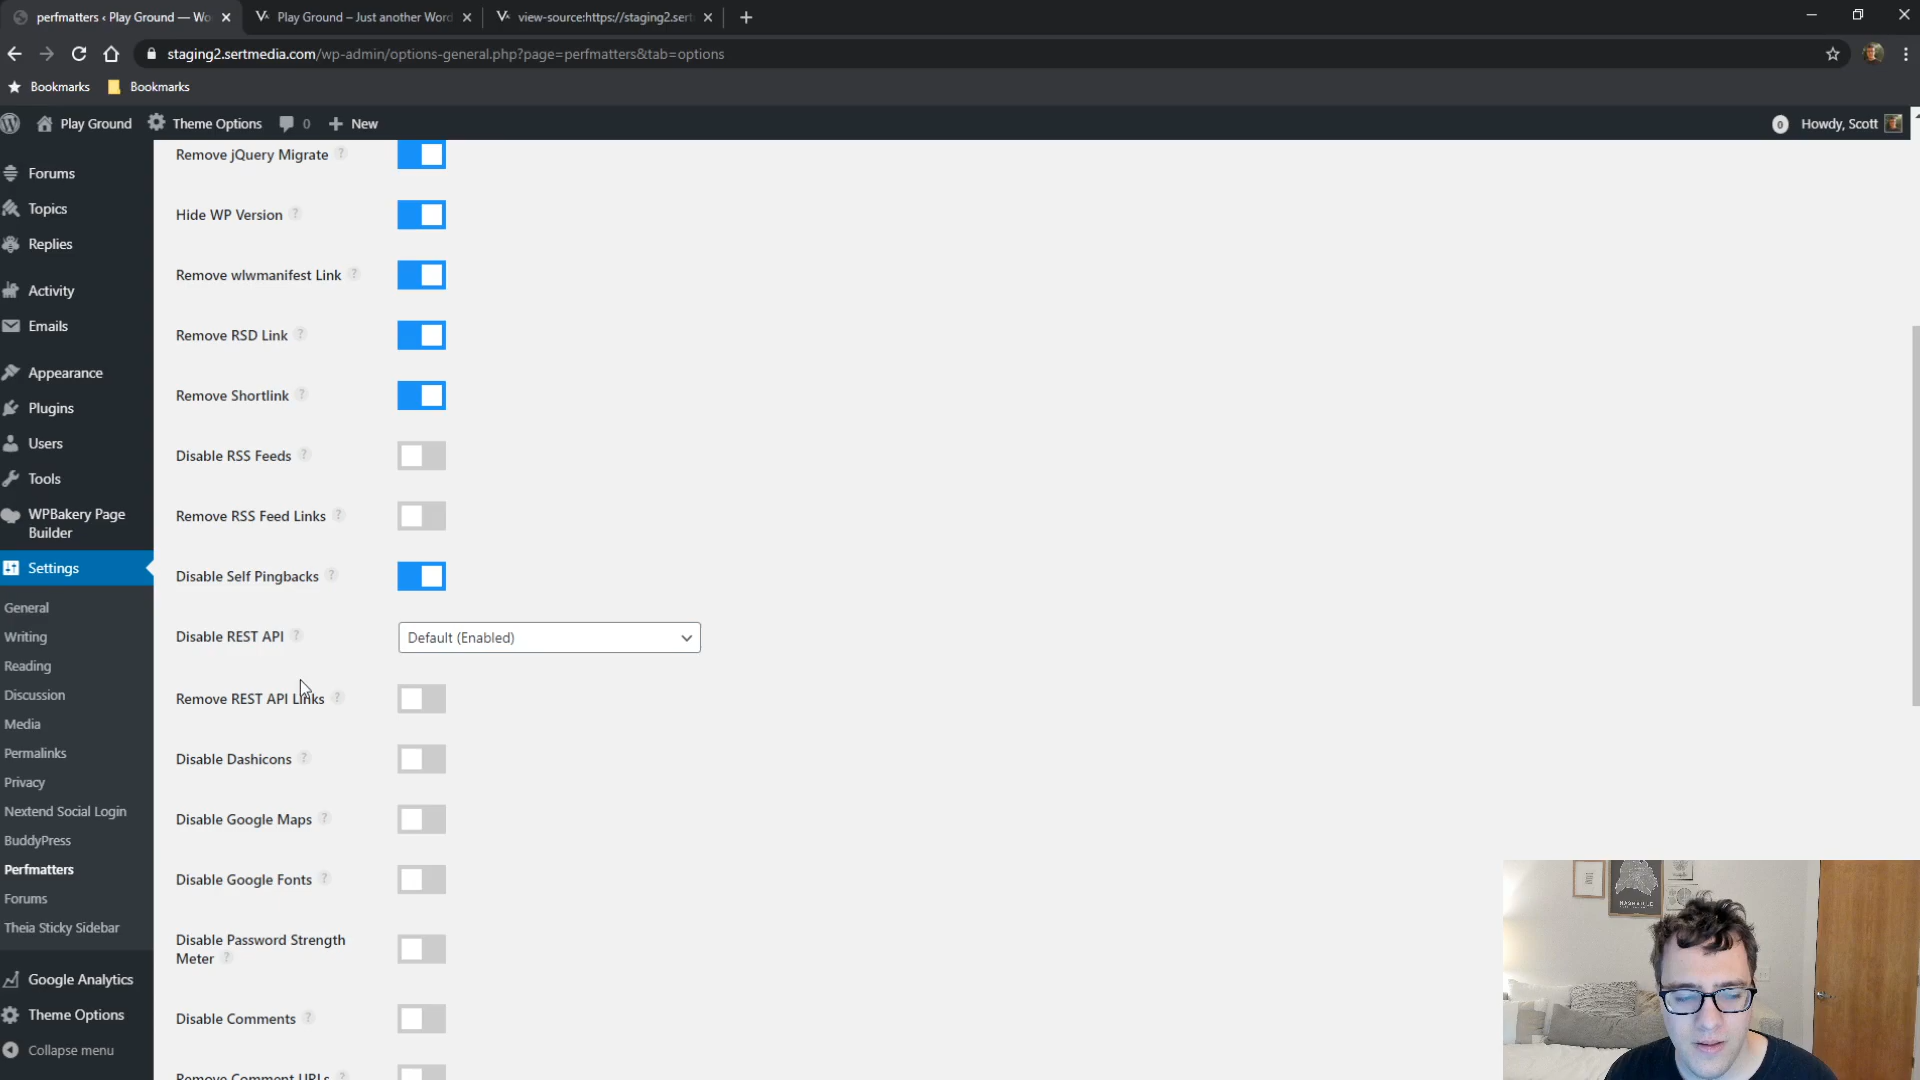 perfmatters ‹ Play Ground — Wo
Play Ground – Just another Word
view-source:https://staging2.sert
staging2.sertmedia.com/wp-admin/options-general.php?page=perfmatters&tab=options
Bookmarks
Bookmarks
Play Ground
Theme Options
0
New
0
Howdy, Scott
Forums
Topics
Replies
Activity
Emails
Appearance
Plugins
Users
Tools
WPBakery Page
Builder
Settings
General
Writing
Reading
Discussion
Media
Permalinks
Privacy
Nextend Social Login
BuddyPress
Perfmatters
Forums
Theia Sticky Sidebar
Google Analytics
Theme Options
Collapse menu
Remove jQuery Migrate ?
Hide WP Version ?
Remove wlwmanifest Link ?
Remove RSD Link ?
Remove Shortlink ?
Disable RSS Feeds ?
Remove RSS Feed Links ?
Disable Self Pingbacks ?
Disable REST API ?
Default (Enabled)
Remove REST API Links ?
Disable Dashicons ?
Disable Google Maps ?
Disable Google Fonts ?
Disable Password Strength
Meter ?
Disable Comments ?
Remove Comment URLs ?
NASHVILLE